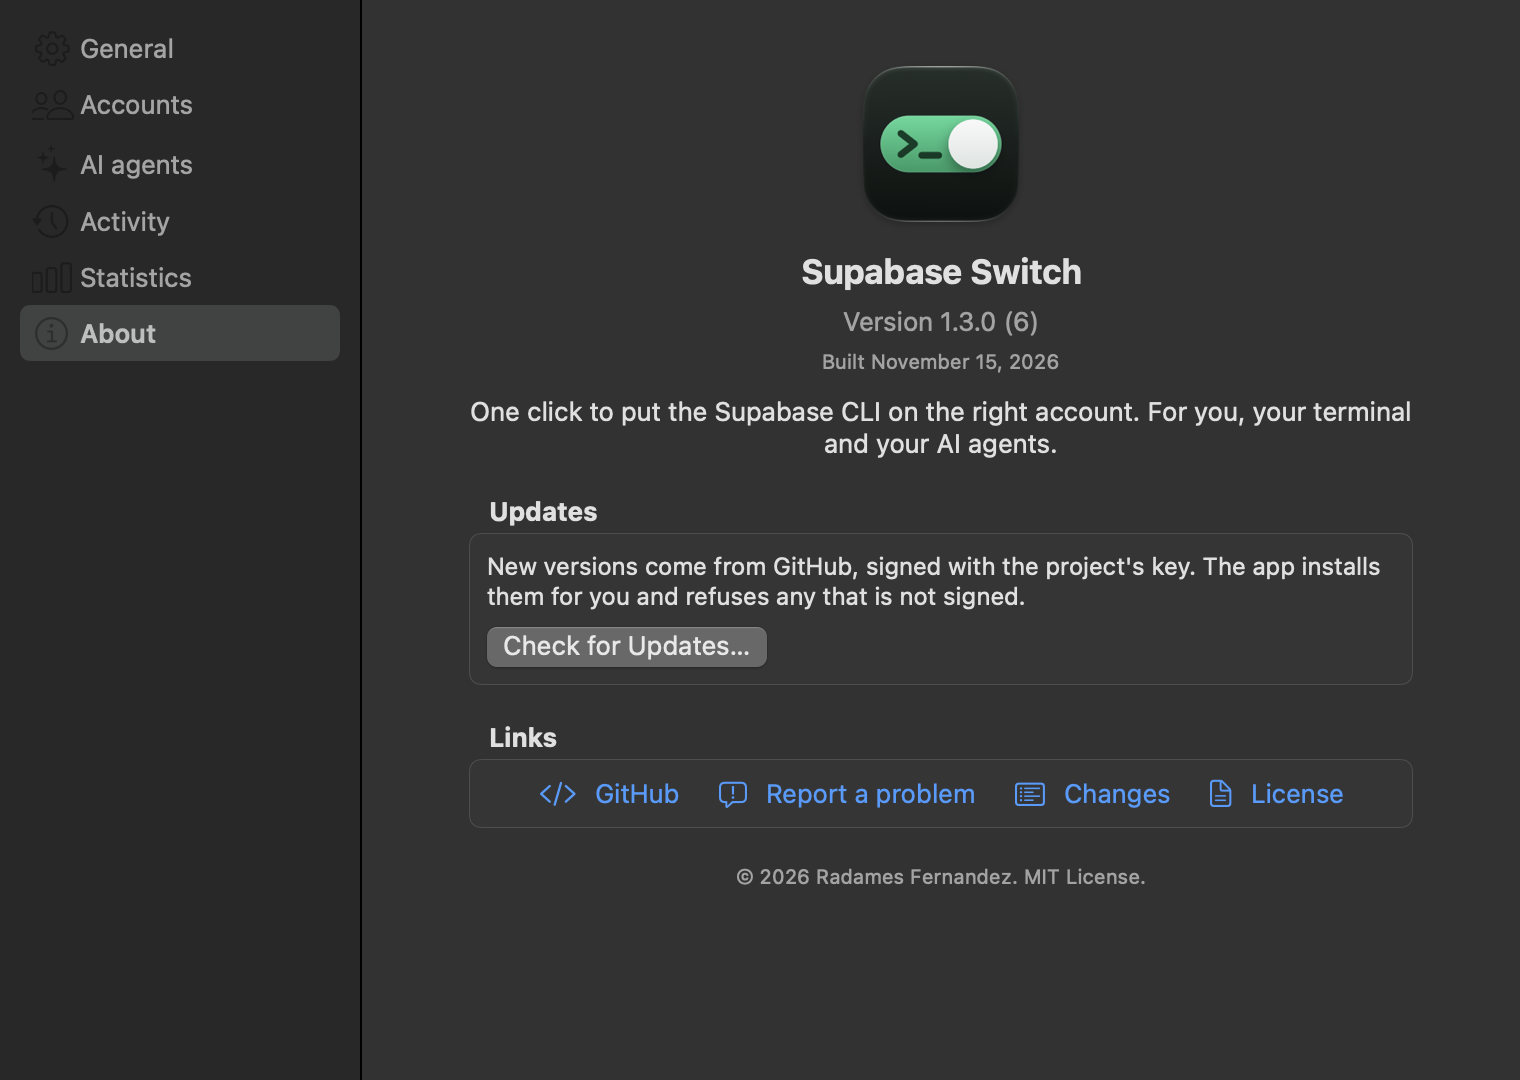 General
Accounts
AI agents
Activity
Statistics
About
>_
Supabase Switch
Version 1.3.0 (6)
Built November 15, 2026
One click to put the Supabase CLI on the right account. For you, your terminal
and your AI agents.
Updates
New versions come from GitHub, signed with the project's key. The app installs
them for you and refuses any that is not signed.
Check for Updates...
Links
GitHub
Report a problem
Changes
License
© 2026 Radames Fernandez. MIT License.